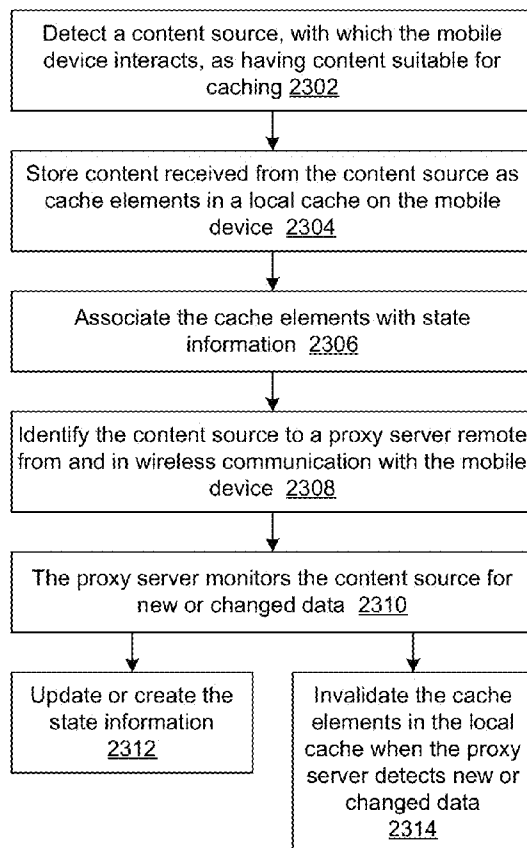 Detect a content source, with which the mobile
device interacts, as having content suitable for
caching 2302
Store content received from the content source as
cache elements in a local cache on the mobile
device 2304
Associate the cache elements with state
information 2306
Identify the content source to a proxy server remote
from and in wireless communication with the mobile
device 2308
The proxy server monitors the content source for
new or changed data 2310
Update or create the
state information
2312
Invalidate the cache
elements in the local
cache when the proxy
server detects new or
changed data
2314